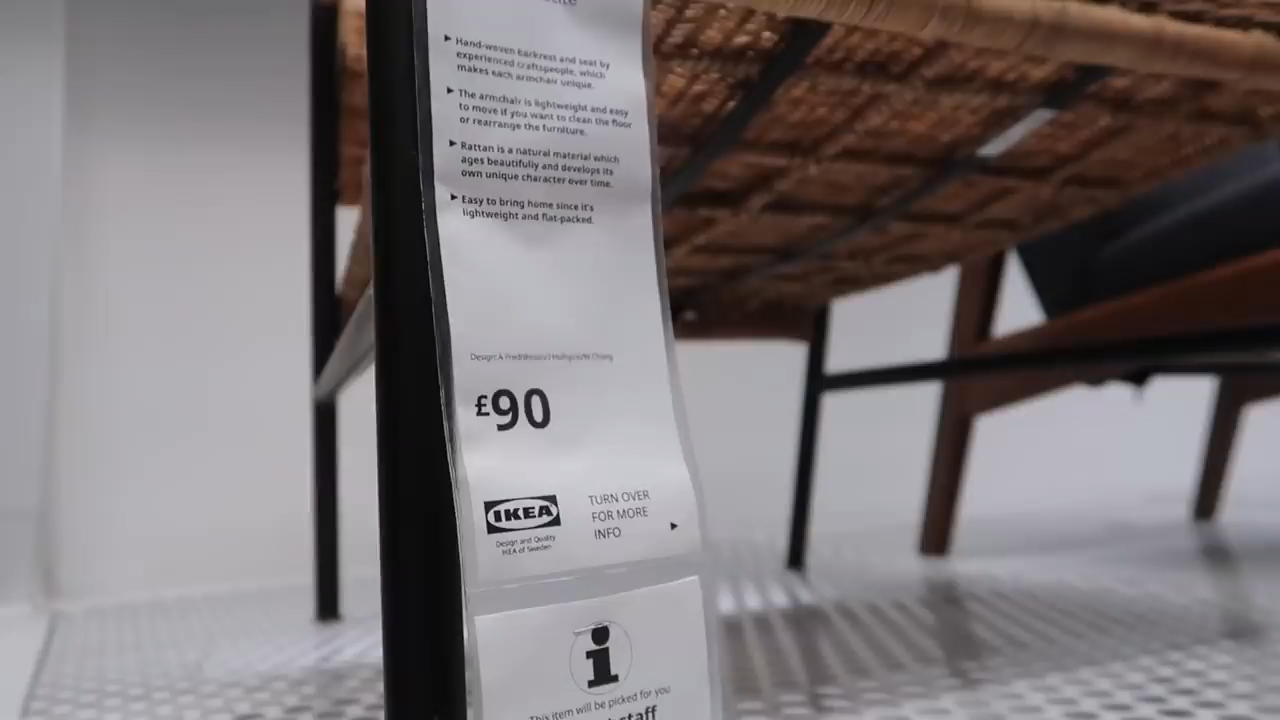 ▶ Hand-woven backrest and seat by
experienced craftspeople, which
makes each armchair unique.
▶ The armchair is lightweight and easy
to move if you want to clean the floor
or rearrange the furniture.
▶ Rattan is a natural material which
ages beautifully and develops its
own unique character over time.
▶ Easy to bring home since it's
lightweight and flat-packed.
£90
IKEA
Design and Quality
IKEA of Sweden
TURN OVER
FOR MORE
INFO ▶
i
This item will be picked for you
staff